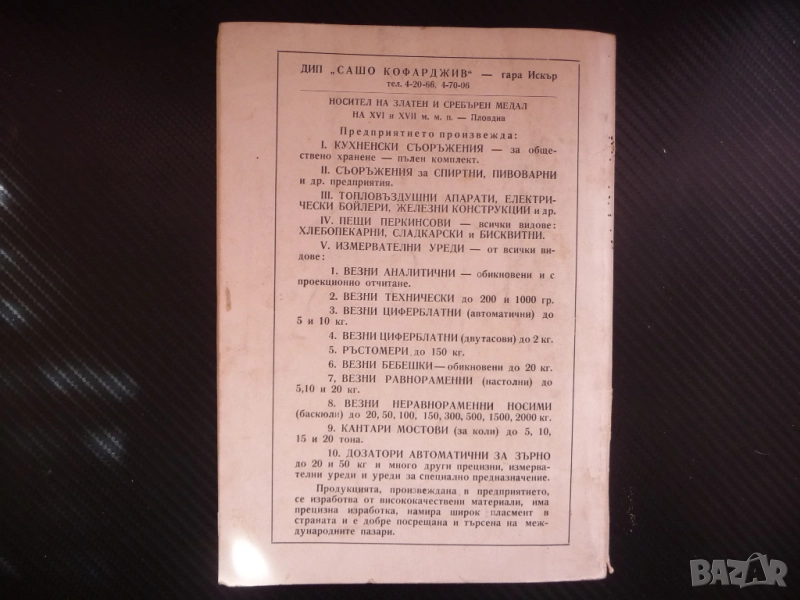 ДИП „САШО КОФАРДЖИВ“ — гара Искър
тел. 4-20-66, 4-70-96
НОСИТЕЛ НА ЗЛАТЕН И СРЕБЪРЕН МЕДАЛ
НА XVI и XVII м. м. п. — Пловдив
Предприятието произвежда:
I. КУХНЕНСКИ СЪОРЪЖЕНИЯ — за обще-
ствено хранене — пълен комплект.
II. СЪОРЪЖЕНИЯ за СПИРТНИ, ПИВОВАРНИ
и др. предприятия.
III. ТОПЛОВЪЗДУШНИ АПАРАТИ, ЕЛЕКТРИ-
ЧЕСКИ БОЙЛЕРИ, ЖЕЛЕЗНИ КОНСТРУКЦИИ и др.
IV. ПЕЩИ ПЕРКИНСОВИ — всички видове:
ХЛЕБОПЕКАРНИ, СЛАДКАРСКИ и БИСКВИТНИ.
V. ИЗМЕРВАТЕЛНИ УРЕДИ — от всички ви-
дове:
1. ВЕЗНИ АНАЛИТИЧНИ — обикновени и с
проекционно отчитане.
2. ВЕЗНИ ТЕХНИЧЕСКИ до 200 и 1000 гр.
3. ВЕЗНИ ЦИФЕРБЛАТНИ (автоматични) до
5 и 10 кг.
4. ВЕЗНИ ЦИФЕРБЛАТНИ (двутасови) до 2 кг.
5. РЪСТОМЕРИ до 150 кг.
6. ВЕЗНИ БЕБЕШКИ — обикновени до 20 кг.
7, ВЕЗНИ РАВНОРАМЕННИ (настолни) до
5,10 и 20 кг.
8. ВЕЗНИ НЕРАВНОРАМЕННИ НОСИМИ
(баскюли) до 20, 50, 100, 150, 300, 500, 1500, 2000 кг.
9. КАНТАРИ МОСТОВИ (за коли) до 5, 10,
15 и 20 тона.
10. ДОЗАТОРИ АВТОМАТИЧНИ ЗА ЗЪРНО
до 20 и 50 кг и много други прецизни, измерва-
телни уреди и уреди за специално предназначение.
Продукцията, произвеждана в предприятието,
се изработва от висококачествени материали, има
прецизна изработка, намира широк пласмент в
страната и е добре посрещана и търсена на меж-
дународните пазари.
BAZAR